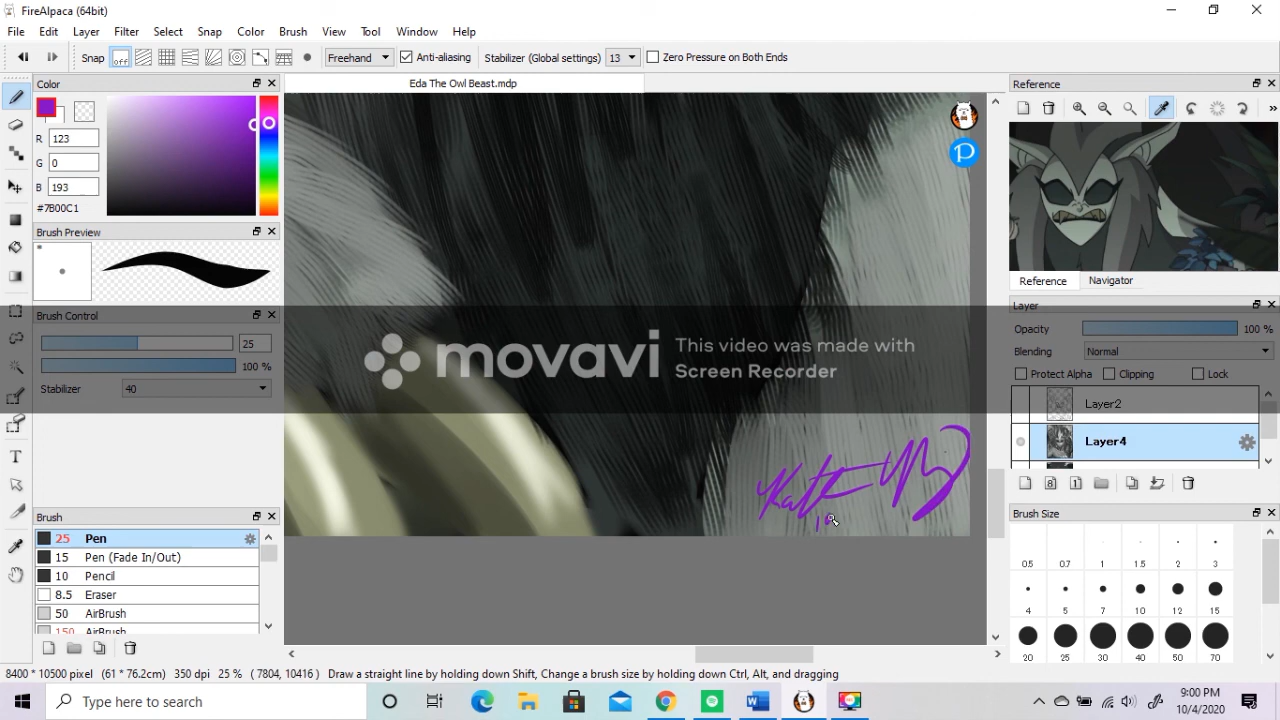 FireAlpaca (64bit)
File Edit Layer Filter Select Snap Color Brush View Tool Window Help
Snap off Freehand Anti-aliasing Stabilizer (Global settings) 13 Zero Pressure on Both Ends
Color
Eda The Owl Beast.mdp
Reference
R 123
G 0
B 193
#7B00C1
Brush Preview
Reference Navigator
Brush Control
Layer
25
Opacity 100 %
100 %
Blending Normal
Stabilizer 40
Protect Alpha Clipping Lock
movavi
This video was made with
Screen Recorder
Layer2
Layer4
Brush
Brush Size
25 Pen
15 Pen (Fade In/Out)
10 Pencil
8.5 Eraser
50 AirBrush
150 AirBrush
0.5 0.7 1 1.5 2 3
4 5 7 10 12 15
20 25 30 40 50 70
8400 * 10500 pixel (61 * 76.2cm) 350 dpi 25 % ( 7804, 10416 ) Draw a straight line by holding down Shift, Change a brush size by holding down Ctrl, Alt, and dragging
Type here to search
9:00 PM
10/4/2020